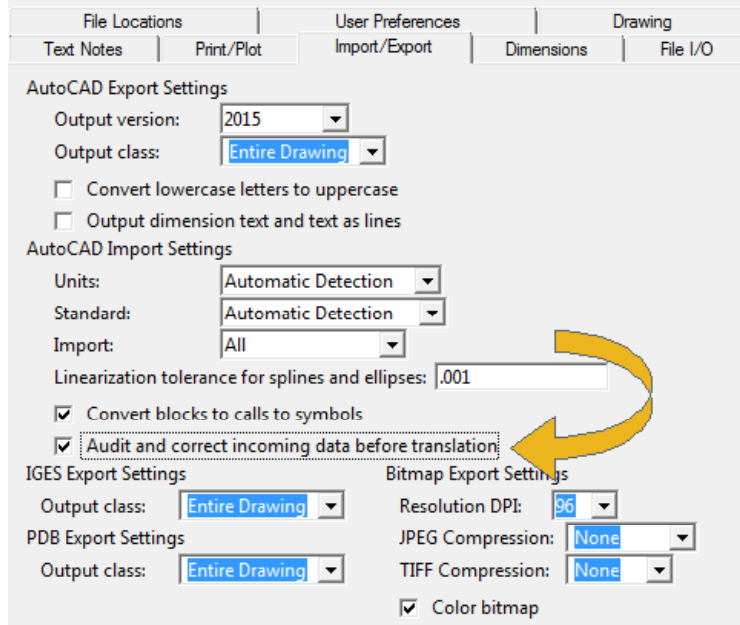 File Locations User Preferences Drawing
Text Notes Print/Plot Import/Export Dimensions File I/O
AutoCAD Export Settings
Output version: 2015
Output class: Entire Drawing
Convert lowercase letters to uppercase
Output dimension text and text as lines
AutoCAD Import Settings
Units: Automatic Detection
Standard: Automatic Detection
Import: All
Linearization tolerance for splines and ellipses: .001
Convert blocks to calls to symbols
Audit and correct incoming data before translation
IGES Export Settings Bitmap Export Settings
Output class: Entire Drawing Resolution DPI: 96
PDB Export Settings JPEG Compression: None
Output class: Entire Drawing TIFF Compression: None
Color bitmap